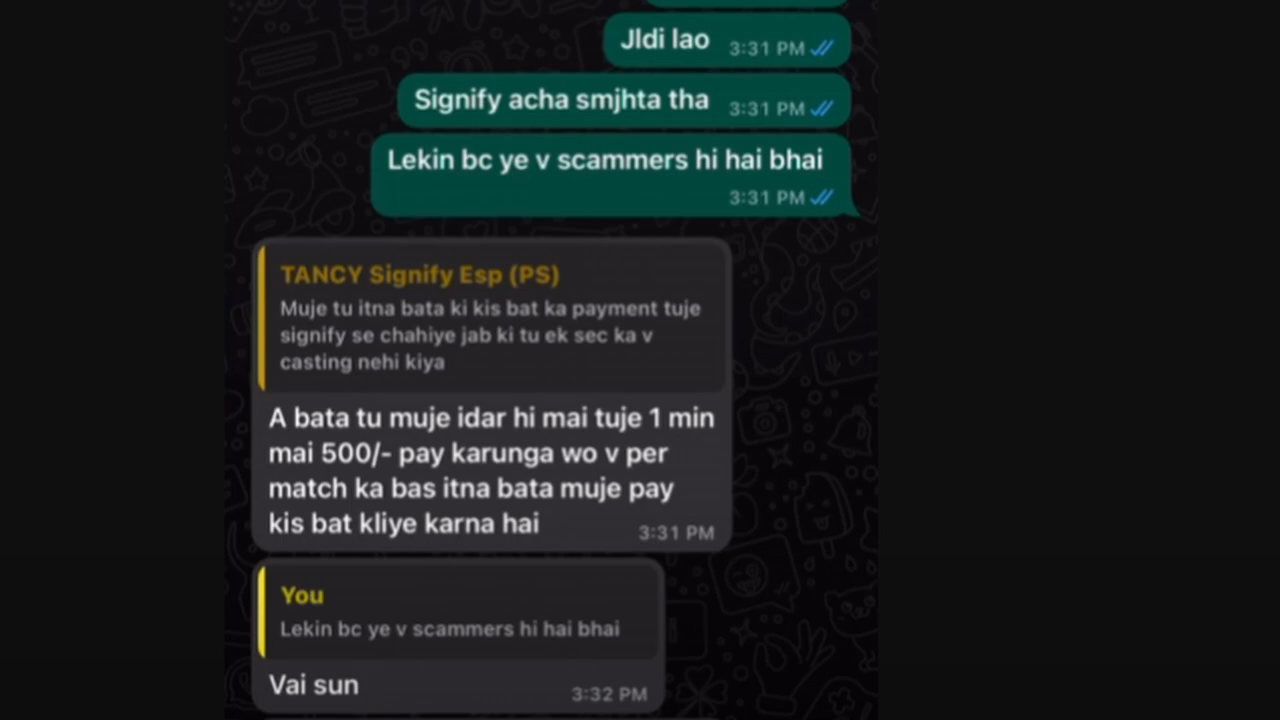 Jldi lao 3:31 PM
Signify acha smjhta tha 3:31 PM
Lekin bc ye v scammers hi hai bhai
3:31 PM
TANCY Signify Esp (PS)
Muje tu itna bata ki kis bat ka payment tuje
signify se chahiye jab ki tu ek sec ka v
casting nehi kiya
A bata tu muje idar hi mai tuje 1 min
mai 500/- pay karunga wo v per
match ka bas itna bata muje pay
kis bat kliye karna hai 3:31 PM
You
Lekin bc ye v scammers hi hai bhai
Vai sun 3:32 PM